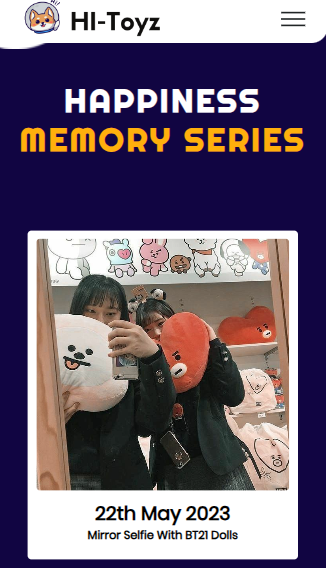 HI-Toyz
HAPPINESS
MEMORY SERIES
22th May 2023
Mirror Selfie With BT21 Dolls